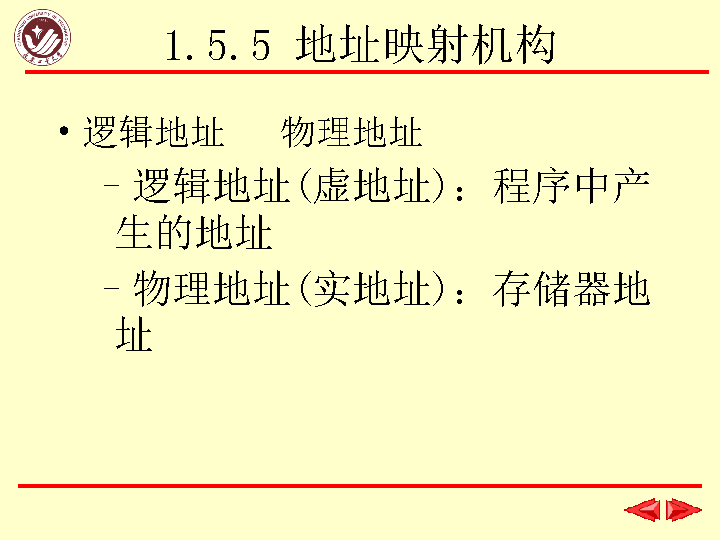 1.5.5 地址映射机构
• 逻辑地址 物理地址
– 逻辑地址(虚地址)：程序中产
生的地址
– 物理地址(实地址)：存储器地
址